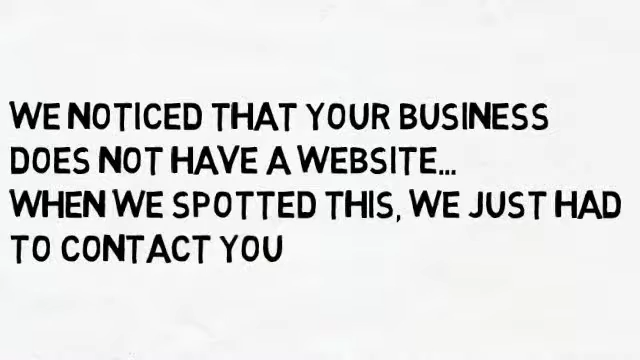 WE NOTICED THAT YOUR BUSINESS
DOES NOT HAVE A WEBSITE...
WHEN WE SPOTTED THIS, WE JUST HAD
TO CONTACT YOU